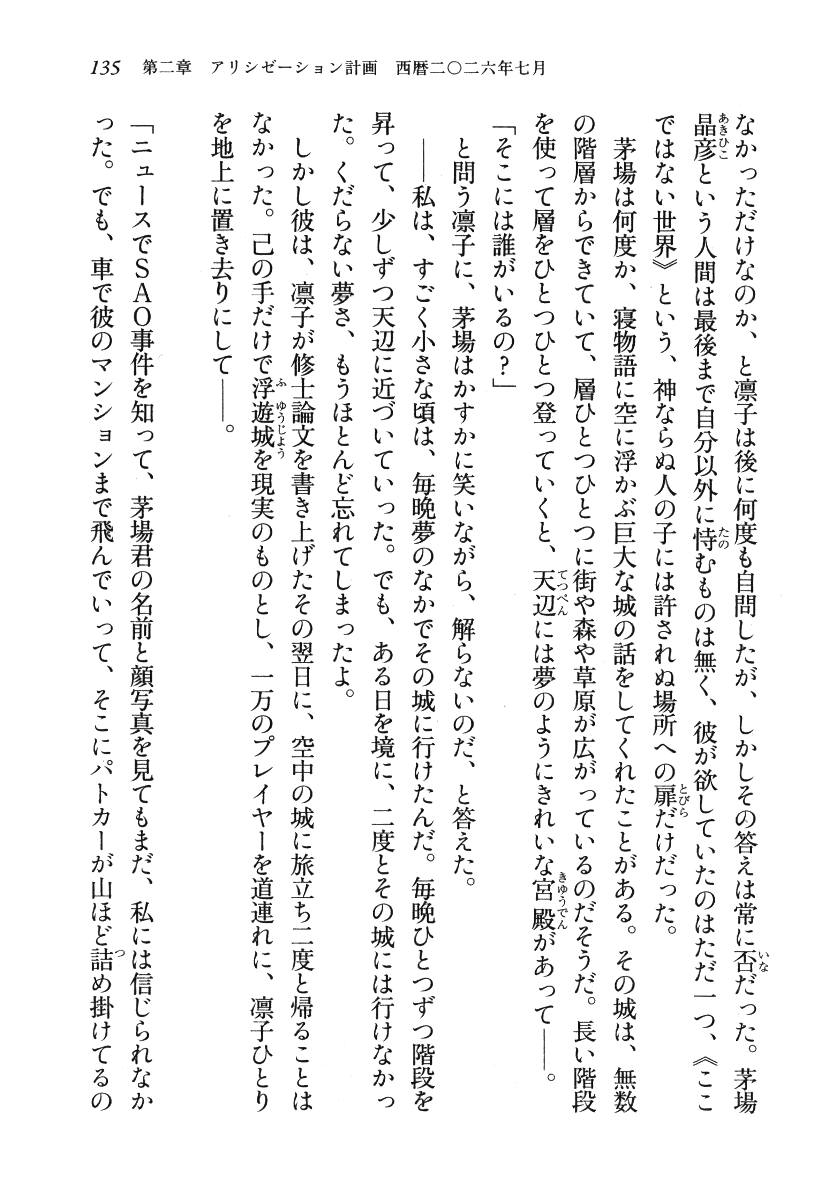 135 第二章 アリシゼーション計画 西暦二〇二六年七月
なかっただけなのか、と凛子は後に何度も自問したが、しかしその答えは常に否だった。茅場
晶彦という人間は最後まで自分以外に恃むものは無く、彼が欲していたのはただ一つ、《ここ
ではない世界》という、神ならぬ人の子には許されぬ場所への扉だけだった。
　茅場は何度か、寝物語に空に浮かぶ巨大な城の話をしてくれたことがある。その城は、無数
の階層からできていて、層ひとつひとつに街や森や草原が広がっているのだそうだ。長い階段
を使って層をひとつひとつ登っていくと、天辺には夢のようにきれいな宮殿があって――。
「そこには誰がいるの？」
　と問う凛子に、茅場はかすかに笑いながら、解らないのだ、と答えた。
　――私は、すごく小さな頃は、毎晩夢のなかでその城に行けたんだ。毎晩ひとつずつ階段を
昇って、少しずつ天辺に近づいていった。でも、ある日を境に、二度とその城には行けなかっ
た。くだらない夢さ、もうほとんど忘れてしまったよ。
　しかし彼は、凛子が修士論文を書き上げたその翌日に、空中の城に旅立ち二度と帰ることは
なかった。己の手だけで浮遊城を現実のものとし、一万のプレイヤーを道連れに、凛子ひとり
を地上に置き去りにして――。
「ニュースでＳＡＯ事件を知って、茅場君の名前と顔写真を見てもまだ、私には信じられなか
った。でも、車で彼のマンションまで飛んでいって、そこにパトカーが山ほど詰め掛けてるの